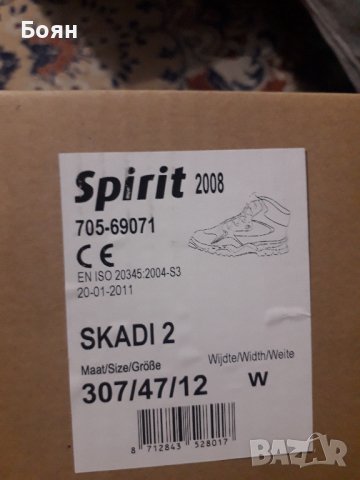 Боян
Spirit 2008
705-69071
CE
EN ISO 20345:2004-S3
20-01-2011
SKADI 2
Maat/Size/Größe
Wijdte/Width/Weite
307/47/12
W
8 712843 528017
BAZAR